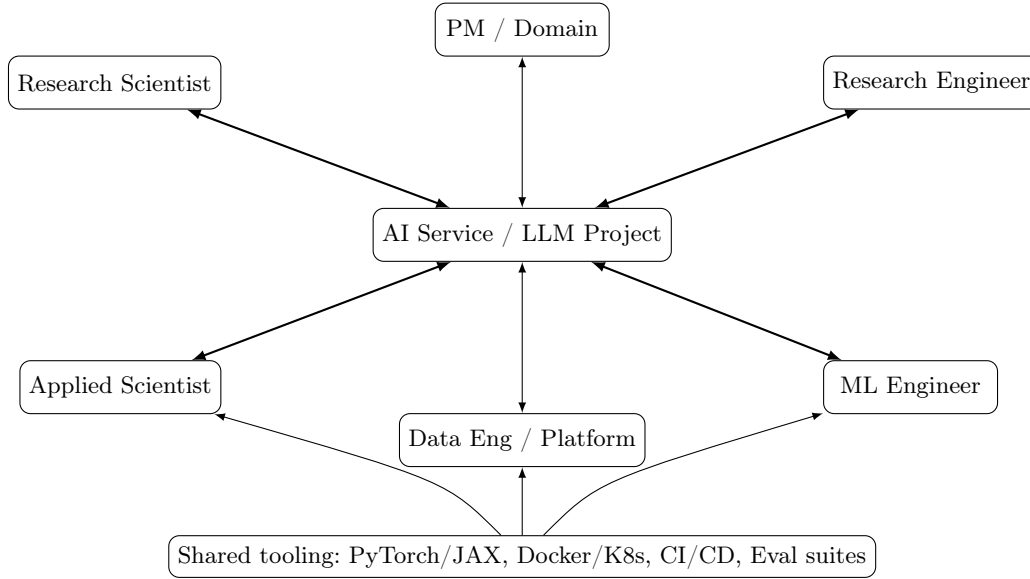 PM / Domain
Research Scientist
Research Engineer
AI Service / LLM Project
Applied Scientist
ML Engineer
Data Eng / Platform
Shared tooling: PyTorch/JAX, Docker/K8s, CI/CD, Eval suites